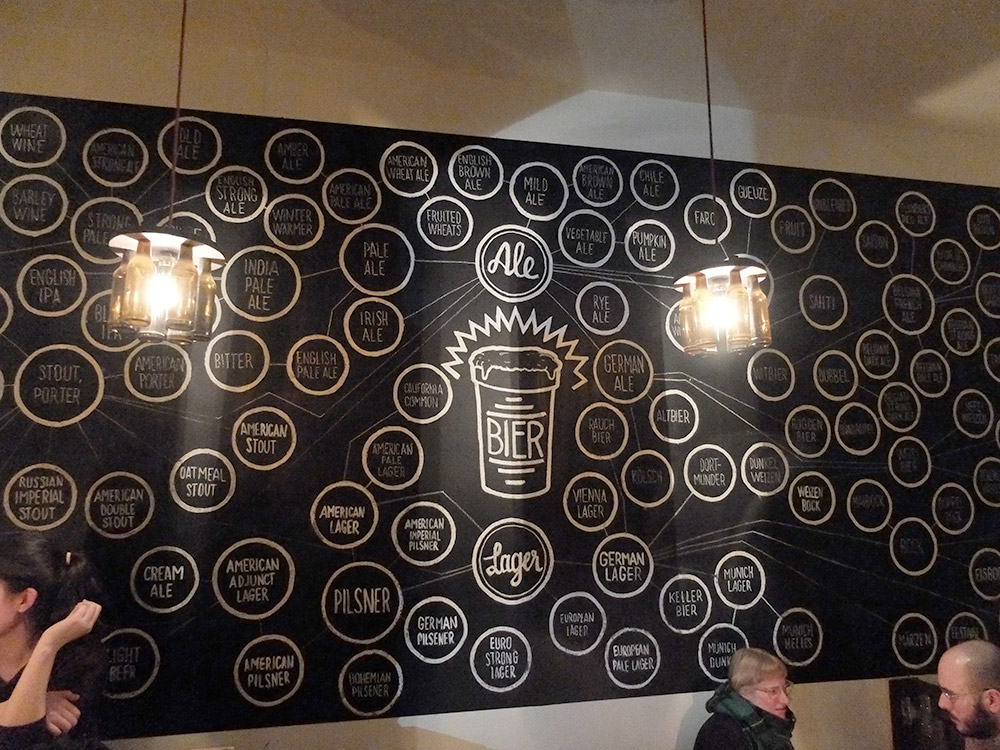 WHEAT
WINE
AMERICAN
STRONG ALE
OLD
ALE
AMBER
ALE
AMERICAN
WHEAT ALE
ENGLISH
BROWN
ALE
MILD
ALE
AMERICAN
BROWN
ALE
CHILE
ALE
GUEUZE
BARLEY
WINE
STRONG
PALE
ENGLISH
STRONG
ALE
WINTER
WARMER
AMERICAN
PALE ALE
FRUITED
WHEATS
VEGETABLE
ALE
PUMPKIN
ALE
FARO
FRUIT
SAISON
ENGLISH
IPA
INDIA
PALE
ALE
PALE
ALE
Ale
RYE
ALE
SAHTI
IRISH
ALE
STOUT,
PORTER
AMERICAN
PORTER
BITTER
ENGLISH
PALE ALE
CALIFORNIA
COMMON
BIER
GERMAN
ALE
ALTBIER
WITBIER
DUBBEL
BELGIAN
PALE ALE
AMERICAN
STOUT
AMERICAN
PALE
LAGER
RAUCH
BIER
ROGGEN
BIER
OATMEAL
STOUT
KÖLSCH
DORT-
MUNDER
DUNKEL
WEIZEN
RUSSIAN
IMPERIAL
STOUT
AMERICAN
DOUBLE
STOUT
AMERICAN
LAGER
AMERICAN
IMPERIAL
PILSNER
VIENNA
LAGER
WEIZEN
BOCK
MAIBOCK
CREAM
ALE
AMERICAN
ADJUNCT
LAGER
PILSNER
Lager
GERMAN
LAGER
KELLER
BIER
MUNICH
LAGER
BOCK
GERMAN
PILSENER
EUROPEAN
LAGER
LIGHT
BEER
AMERICAN
PILSNER
BOHEMIAN
PILSENER
EURO
STRONG
LAGER
EUROPEAN
PALE LAGER
MUNICH
MUNICH
HELLES
MÄRZEN